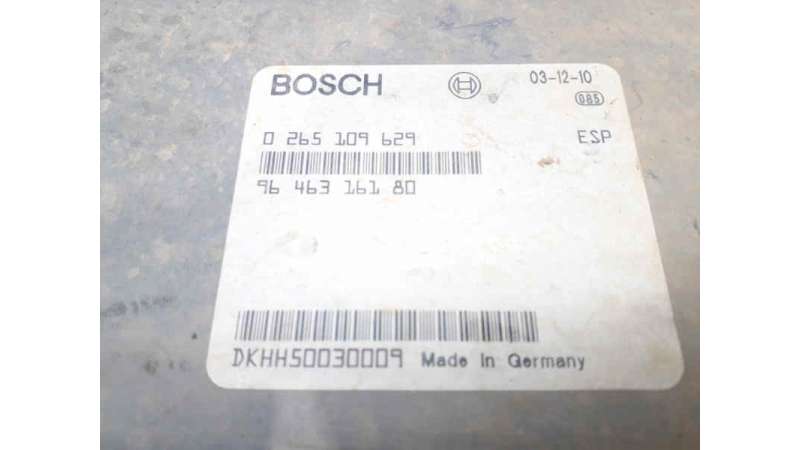 BOSCH 03-12-10
085
0 265 109 629 ESP
96 463 161 80
DKHH50030009 Made in Germany